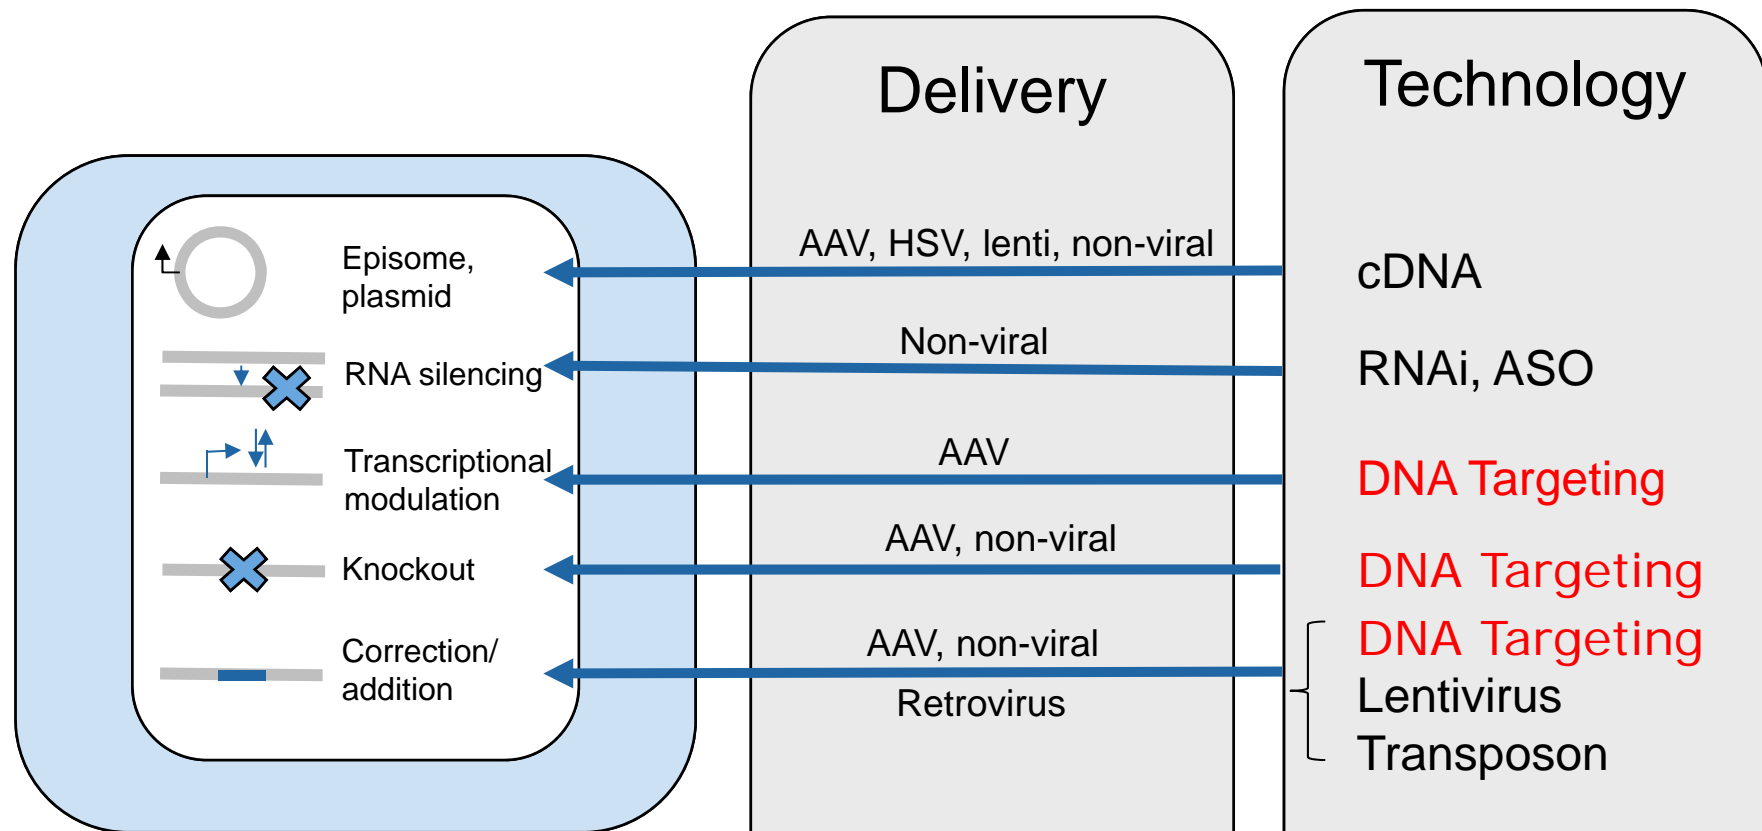 Delivery
Technology
Episome,
plasmid
AAV, HSV, lenti, non-viral
cDNA
RNA silencing
Non-viral
RNAi, ASO
Transcriptional
modulation
AAV
DNA Targeting
Knockout
AAV, non-viral
DNA Targeting
Correction/
addition
AAV, non-viral
Retrovirus
DNA Targeting
Lentivirus
Transposon